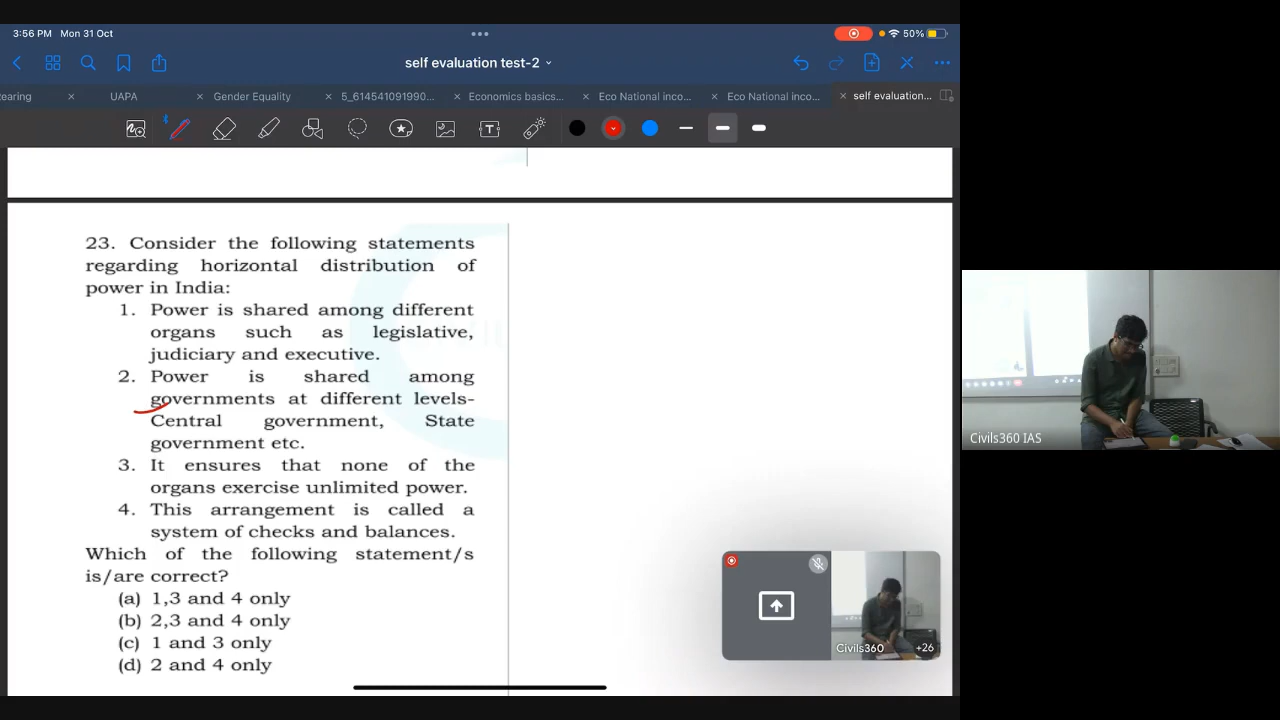 3:56 PM Mon 31 Oct
50%
self evaluation test-2
earing
UAPA
Gender Equality
5_614541091990...
Economics basics...
Eco National inco...
Eco National inco...
self evaluation...
23. Consider the following statements
regarding horizontal distribution of
power in India:
1. Power is shared among different
organs such as legislative,
judiciary and executive.
2. Power is shared among
governments at different levels-
Central government, State
government etc.
3. It ensures that none of the
organs exercise unlimited power.
4. This arrangement is called a
system of checks and balances.
Which of the following statement/s
is/are correct?
(a) 1,3 and 4 only
(b) 2,3 and 4 only
(c) 1 and 3 only
(d) 2 and 4 only
Civils360
+26
Civils360 IAS